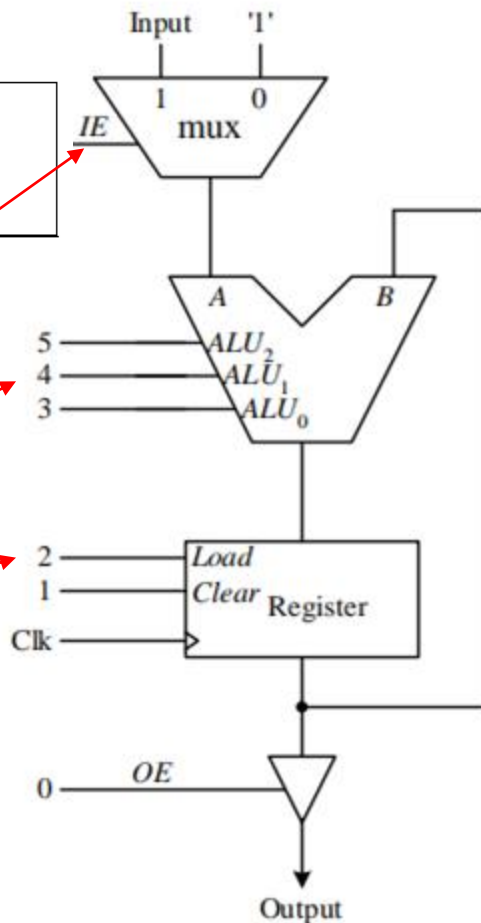 Input '1'
1 0
IE mux
A B
5 ALU2
4 ALU1
3 ALU0
2 Load
1 Clear Register
Clk
0 OE
Output